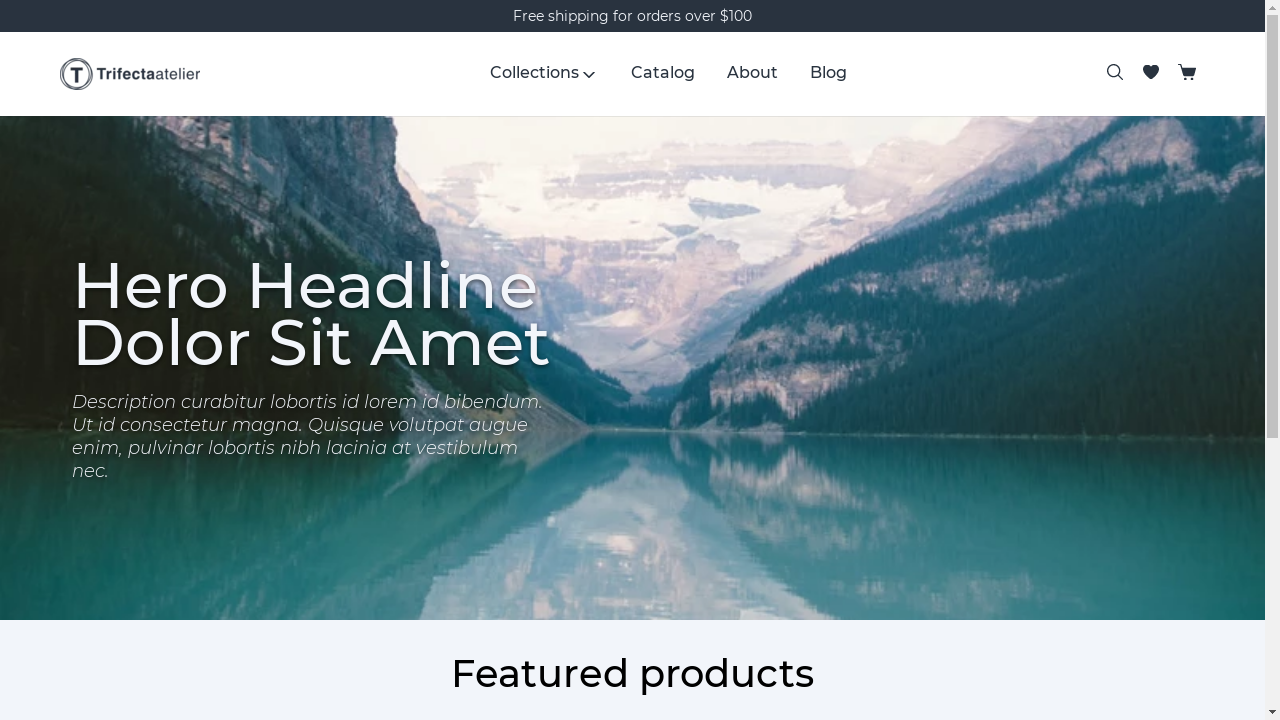 Free shipping for orders over $100
T Trifectaatelier
Collections
Catalog
About
Blog
Hero Headline
Dolor Sit Amet
Description curabitur lobortis id lorem id bibendum.
Ut id consectetur magna. Quisque volutpat augue
enim, pulvinar lobortis nibh lacinia at vestibulum
nec.
Featured products